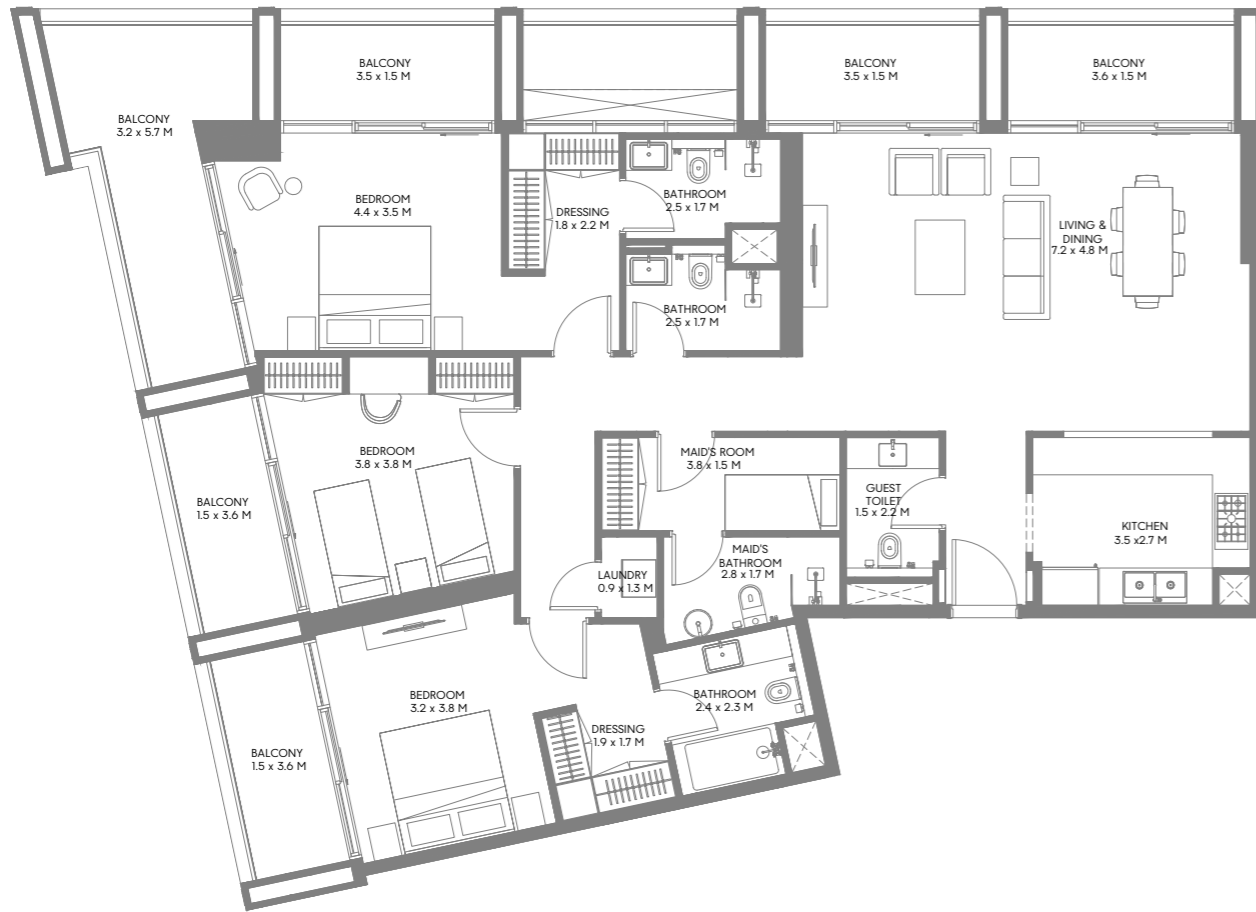 BALCONY
3.5 x 1.5 M
BALCONY
3.5 x 1.5 M
BALCONY
3.6 x 1.5 M
BALCONY
3.2 x 5.7 M
BEDROOM
4.4 x 3.5 M
DRESSING
1.8 x 2.2 M
BATHROOM
2.5 x 1.7 M
LIVING &
DINING
7.2 x 4.8 M
BATHROOM
2.5 x 1.7 M
BEDROOM
3.8 x 3.8 M
MAID'S ROOM
3.8 x 1.5 M
GUEST
TOILET
1.5 x 2.2 M
BALCONY
1.5 x 3.6 M
KITCHEN
3.5 x2.7 M
MAID'S
BATHROOM
2.8 x 1.7 M
LAUNDRY
0.9 x 1.3 M
BEDROOM
3.2 x 3.8 M
BATHROOM
2.4 x 2.3 M
DRESSING
1.9 x 1.7 M
BALCONY
1.5 x 3.6 M